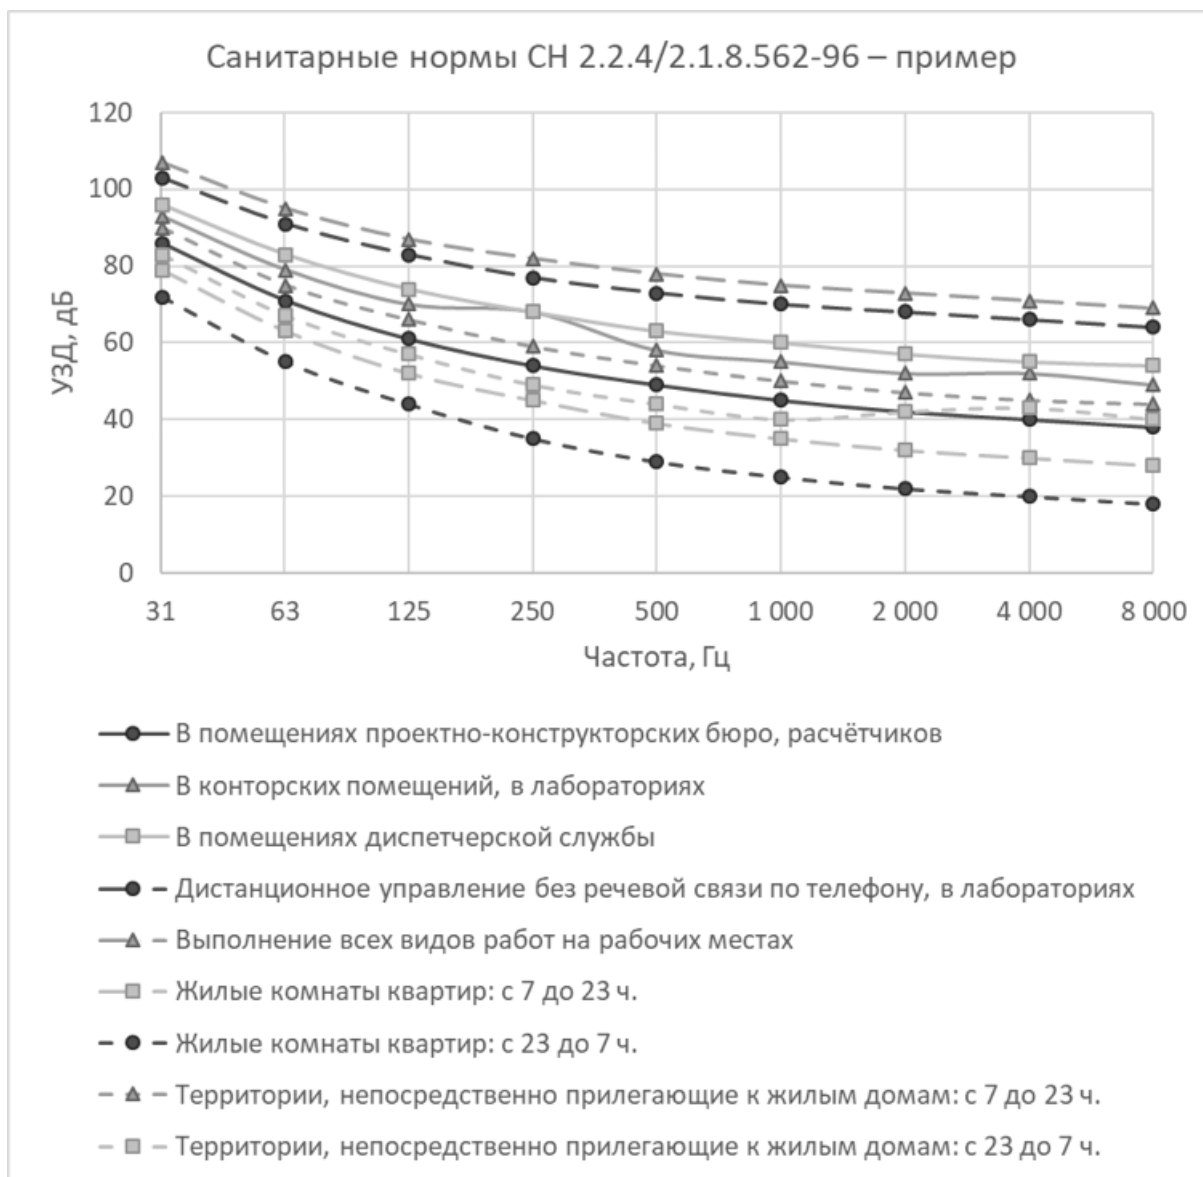 Санитарные нормы СН 2.2.4/2.1.8.562-96 – пример
120
100
80
60
40
20
0
УЗД, дБ
31 63 125 250 500 1 000 2 000 4 000 8 000
Частота, Гц
В помещениях проектно-конструкторских бюро, расчётчиков
В конторских помещений, в лабораториях
В помещениях диспетчерской службы
Дистанционное управление без речевой связи по телефону, в лабораториях
Выполнение всех видов работ на рабочих местах
Жилые комнаты квартир: с 7 до 23 ч.
Жилые комнаты квартир: с 23 до 7 ч.
Территории, непосредственно прилегающие к жилым домам: с 7 до 23 ч.
Территории, непосредственно прилегающие к жилым домам: с 23 до 7 ч.